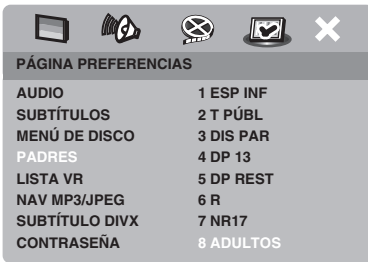 PÁGINA PREFERENCIAS
AUDIO 1 ESP INF
SUBTÍTULOS 2 T PÚBL
MENÚ DE DISCO 3 DIS PAR
PADRES 4 DP 13
LISTA VR 5 DP REST
NAV MP3/JPEG 6 R
SUBTÍTULO DIVX 7 NR17
CONTRASEÑA 8 ADULTOS